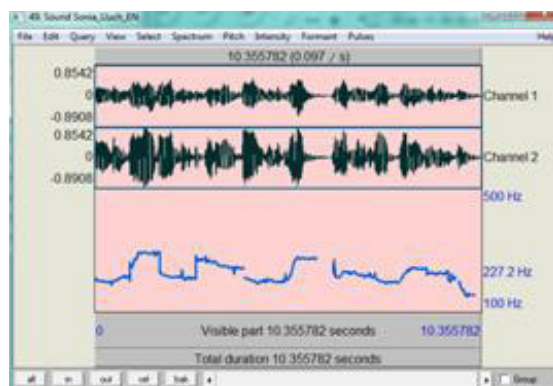 49. Sound Sonia_Lluch_EN
File Edit Query View Select Spectrum Pitch Intensity Formant Pulses Help
10.355782 (0.097 / s)
0.8542
0
-0.8908
Channel 1
0.8542
0
-0.8908
Channel 2
500 Hz
227.2 Hz
100 Hz
0 Visible part 10.355782 seconds 10.355782
Total duration 10.355782 seconds
all in out sel bak Group